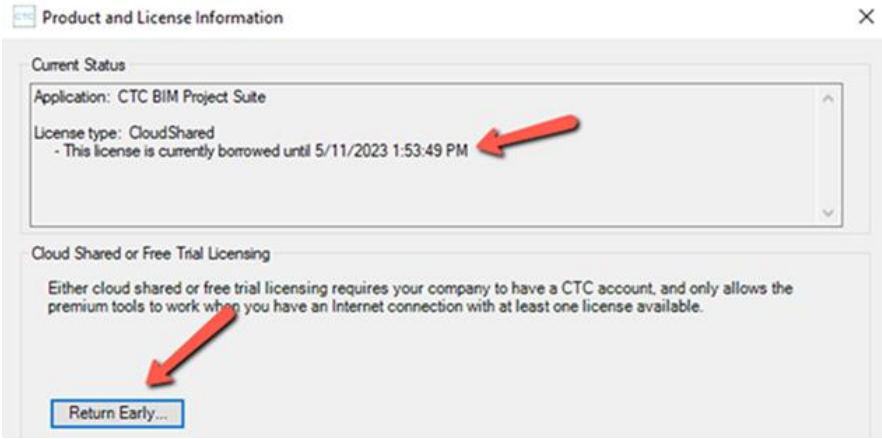 CTC Product and License Information
Current Status
Application: CTC BIM Project Suite
License type: CloudShared
- This license is currently borrowed until 5/11/2023 1:53:49 PM
Cloud Shared or Free Trial Licensing
Either cloud shared or free trial licensing requires your company to have a CTC account, and only allows the
premium tools to work when you have an Internet connection with at least one license available.
Return Early...